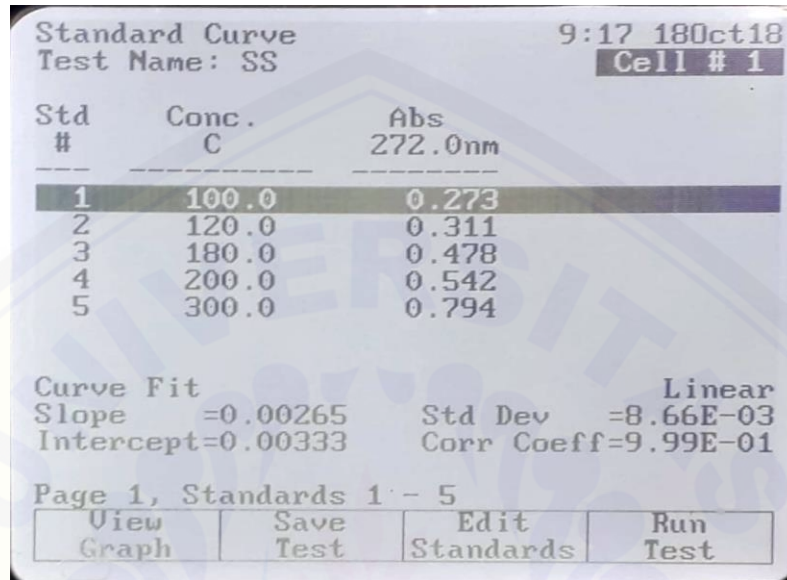 Standard Curve 9:17 18Oct18
Test Name: SS Cell # 1
Std Conc. Abs
# C 272.0nm
--- ---------- ---------
1 100.0 0.273
2 120.0 0.311
3 180.0 0.478
4 200.0 0.542
5 300.0 0.794
Curve Fit Linear
Slope =0.00265 Std Dev =8.66E-03
Intercept=0.00333 Corr Coeff=9.99E-01
Page 1, Standards 1 - 5
View Save Edit Run
Graph Test Standards Test
UNIVERSITAS